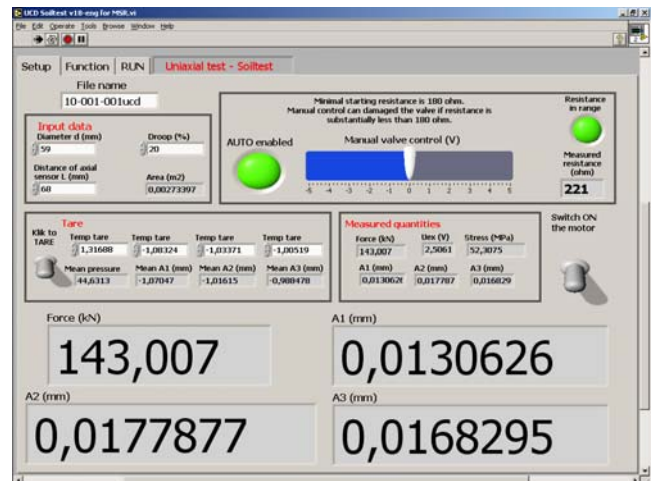 UCD Soiltest v18-eng for MSR.vi
File Edit Operate Tools Browse Window Help
Setup Function RUN Uniaxial test - Soiltest
File name
10-001-001ucd
Input data
Diameter d (mm) Droop (%)
59 20
Distance of axial sensor L (mm) Area (m2)
68 0,00273397
Minimal starting resistance is 180 ohm.
Manual control can damaged the valve if resistance is
substantially less than 180 ohm.
AUTO enabled
Manual valve control (V)
-5 -4 -3 -2 -1 0 1 2 3 4 5
Resistance
in range
Measured
resistance
(ohm)
221
Klik to
TARE
Tare
Temp tare Temp tare Temp tare Temp tare
1,31688 -1,08324 -1,03371 -1,00519
Mean pressure Mean A1 (mm) Mean A2 (mm) Mean A3 (mm)
44,6313 -1,07047 -1,01615 -0,988478
Measured quantities
Force (kN) Uex (V) Stress (MPa)
143,007 2,5061 52,3075
A1 (mm) A2 (mm) A3 (mm)
0,0130626 0,017787 0,016829
Switch ON
the motor
Force (kN)
143,007
A1 (mm)
0,0130626
A2 (mm)
0,0177877
A3 (mm)
0,0168295